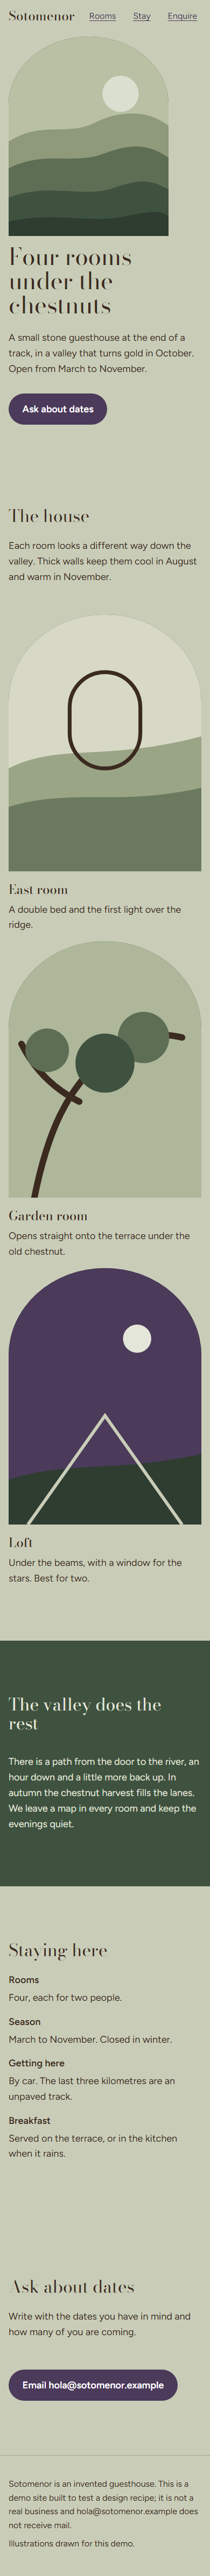 Sotomenor Rooms Stay Enquire
Four rooms
under the
chestnuts
A small stone guesthouse at the end of a
track, in a valley that turns gold in October.
Open from March to November.
Ask about dates
The house
Each room looks a different way down the
valley. Thick walls keep them cool in August
and warm in November.
East room
A double bed and the first light over the
ridge.
Garden room
Opens straight onto the terrace under the
old chestnut.
Loft
Under the beams, with a window for the
stars. Best for two.
The valley does the
rest
There is a path from the door to the river, an
hour down and a little more back up. In
autumn the chestnut harvest fills the lanes.
We leave a map in every room and keep the
evenings quiet.
Staying here
Rooms
Four, each for two people.
Season
March to November. Closed in winter.
Getting here
By car. The last three kilometres are an
unpaved track.
Breakfast
Served on the terrace, or in the kitchen
when it rains.
Ask about dates
Write with the dates you have in mind and
how many of you are coming.
Email hola@sotomenor.example
Sotomenor is an invented guesthouse. This is a
demo site built to test a design recipe; it is not a
real business and hola@sotomenor.example does
not receive mail.
Illustrations drawn for this demo.